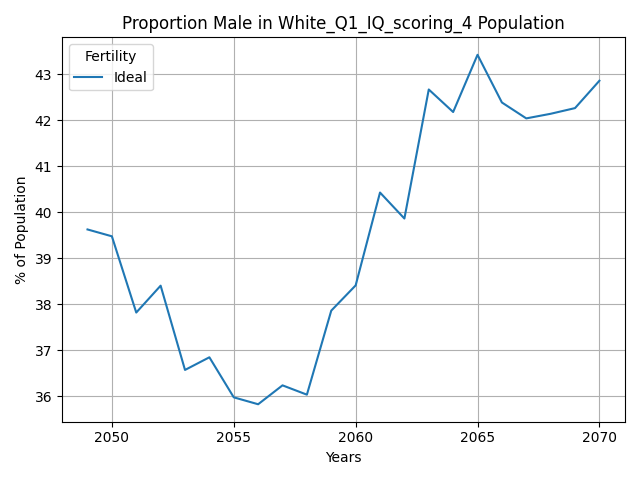 Proportion Male in White_Q1_IQ_scoring_4 Population
Fertility
Ideal
% of Population
43
42
41
40
39
38
37
36
2050 2055 2060 2065 2070
Years